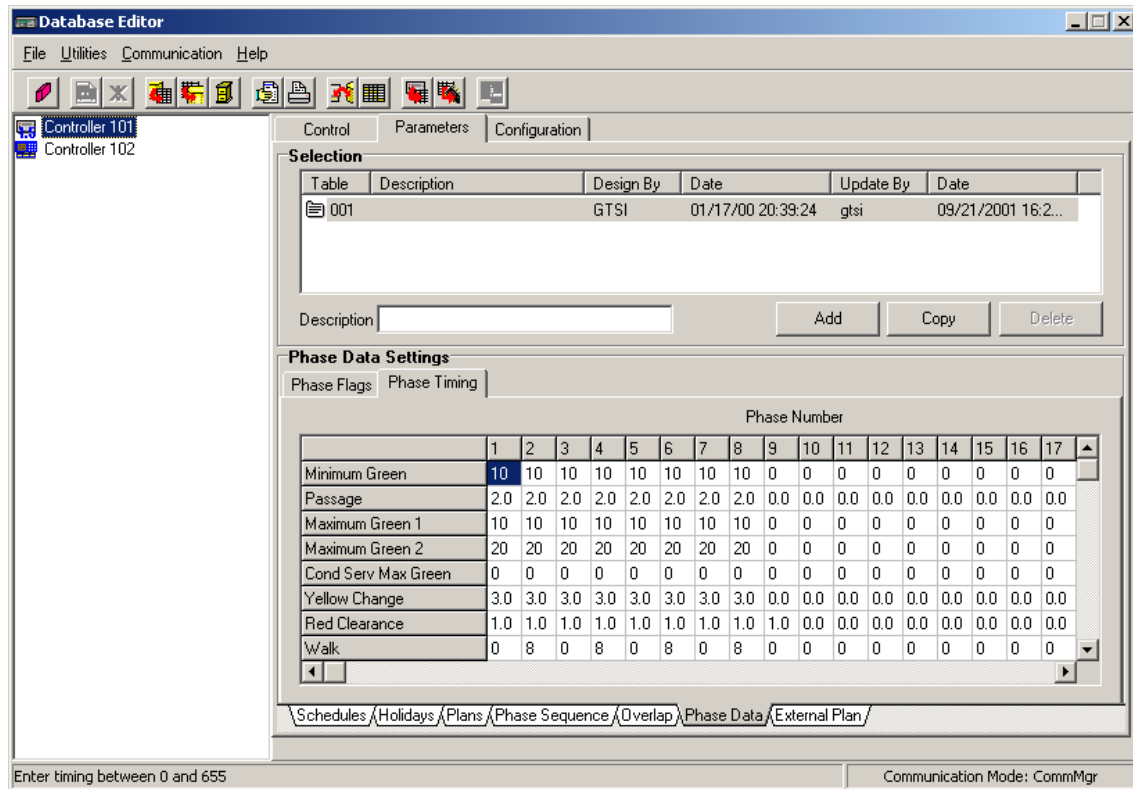 Database Editor
File Utilities Communication Help
Controller 101
Controller 102
Control Parameters Configuration
Selection
Table Description Design By Date Update By Date
001 GTSI 01/17/00 20:39:24 gtsi 09/21/2001 16:2...
Description Add Copy Delete
Phase Data Settings
Phase Flags Phase Timing
Phase Number
1 2 3 4 5 6 7 8 9 10 11 12 13 14 15 16 17
Minimum Green 10 10 10 10 10 10 10 10 0 0 0 0 0 0 0 0 0
Passage 2.0 2.0 2.0 2.0 2.0 2.0 2.0 2.0 0.0 0.0 0.0 0.0 0.0 0.0 0.0 0.0 0.0
Maximum Green 1 10 10 10 10 10 10 10 10 0 0 0 0 0 0 0 0 0
Maximum Green 2 20 20 20 20 20 20 20 20 0 0 0 0 0 0 0 0 0
Cond Serv Max Green 0 0 0 0 0 0 0 0 0 0 0 0 0 0 0 0 0
Yellow Change 3.0 3.0 3.0 3.0 3.0 3.0 3.0 3.0 0.0 0.0 0.0 0.0 0.0 0.0 0.0 0.0 0.0
Red Clearance 1.0 1.0 1.0 1.0 1.0 1.0 1.0 1.0 1.0 0.0 0.0 0.0 0.0 0.0 0.0 0.0 0.0
Walk 0 8 0 8 0 8 0 8 0 0 0 0 0 0 0 0 0
Schedules Holidays Plans Phase Sequence Overlap Phase Data External Plan
Enter timing between 0 and 655 Communication Mode: CommMgr